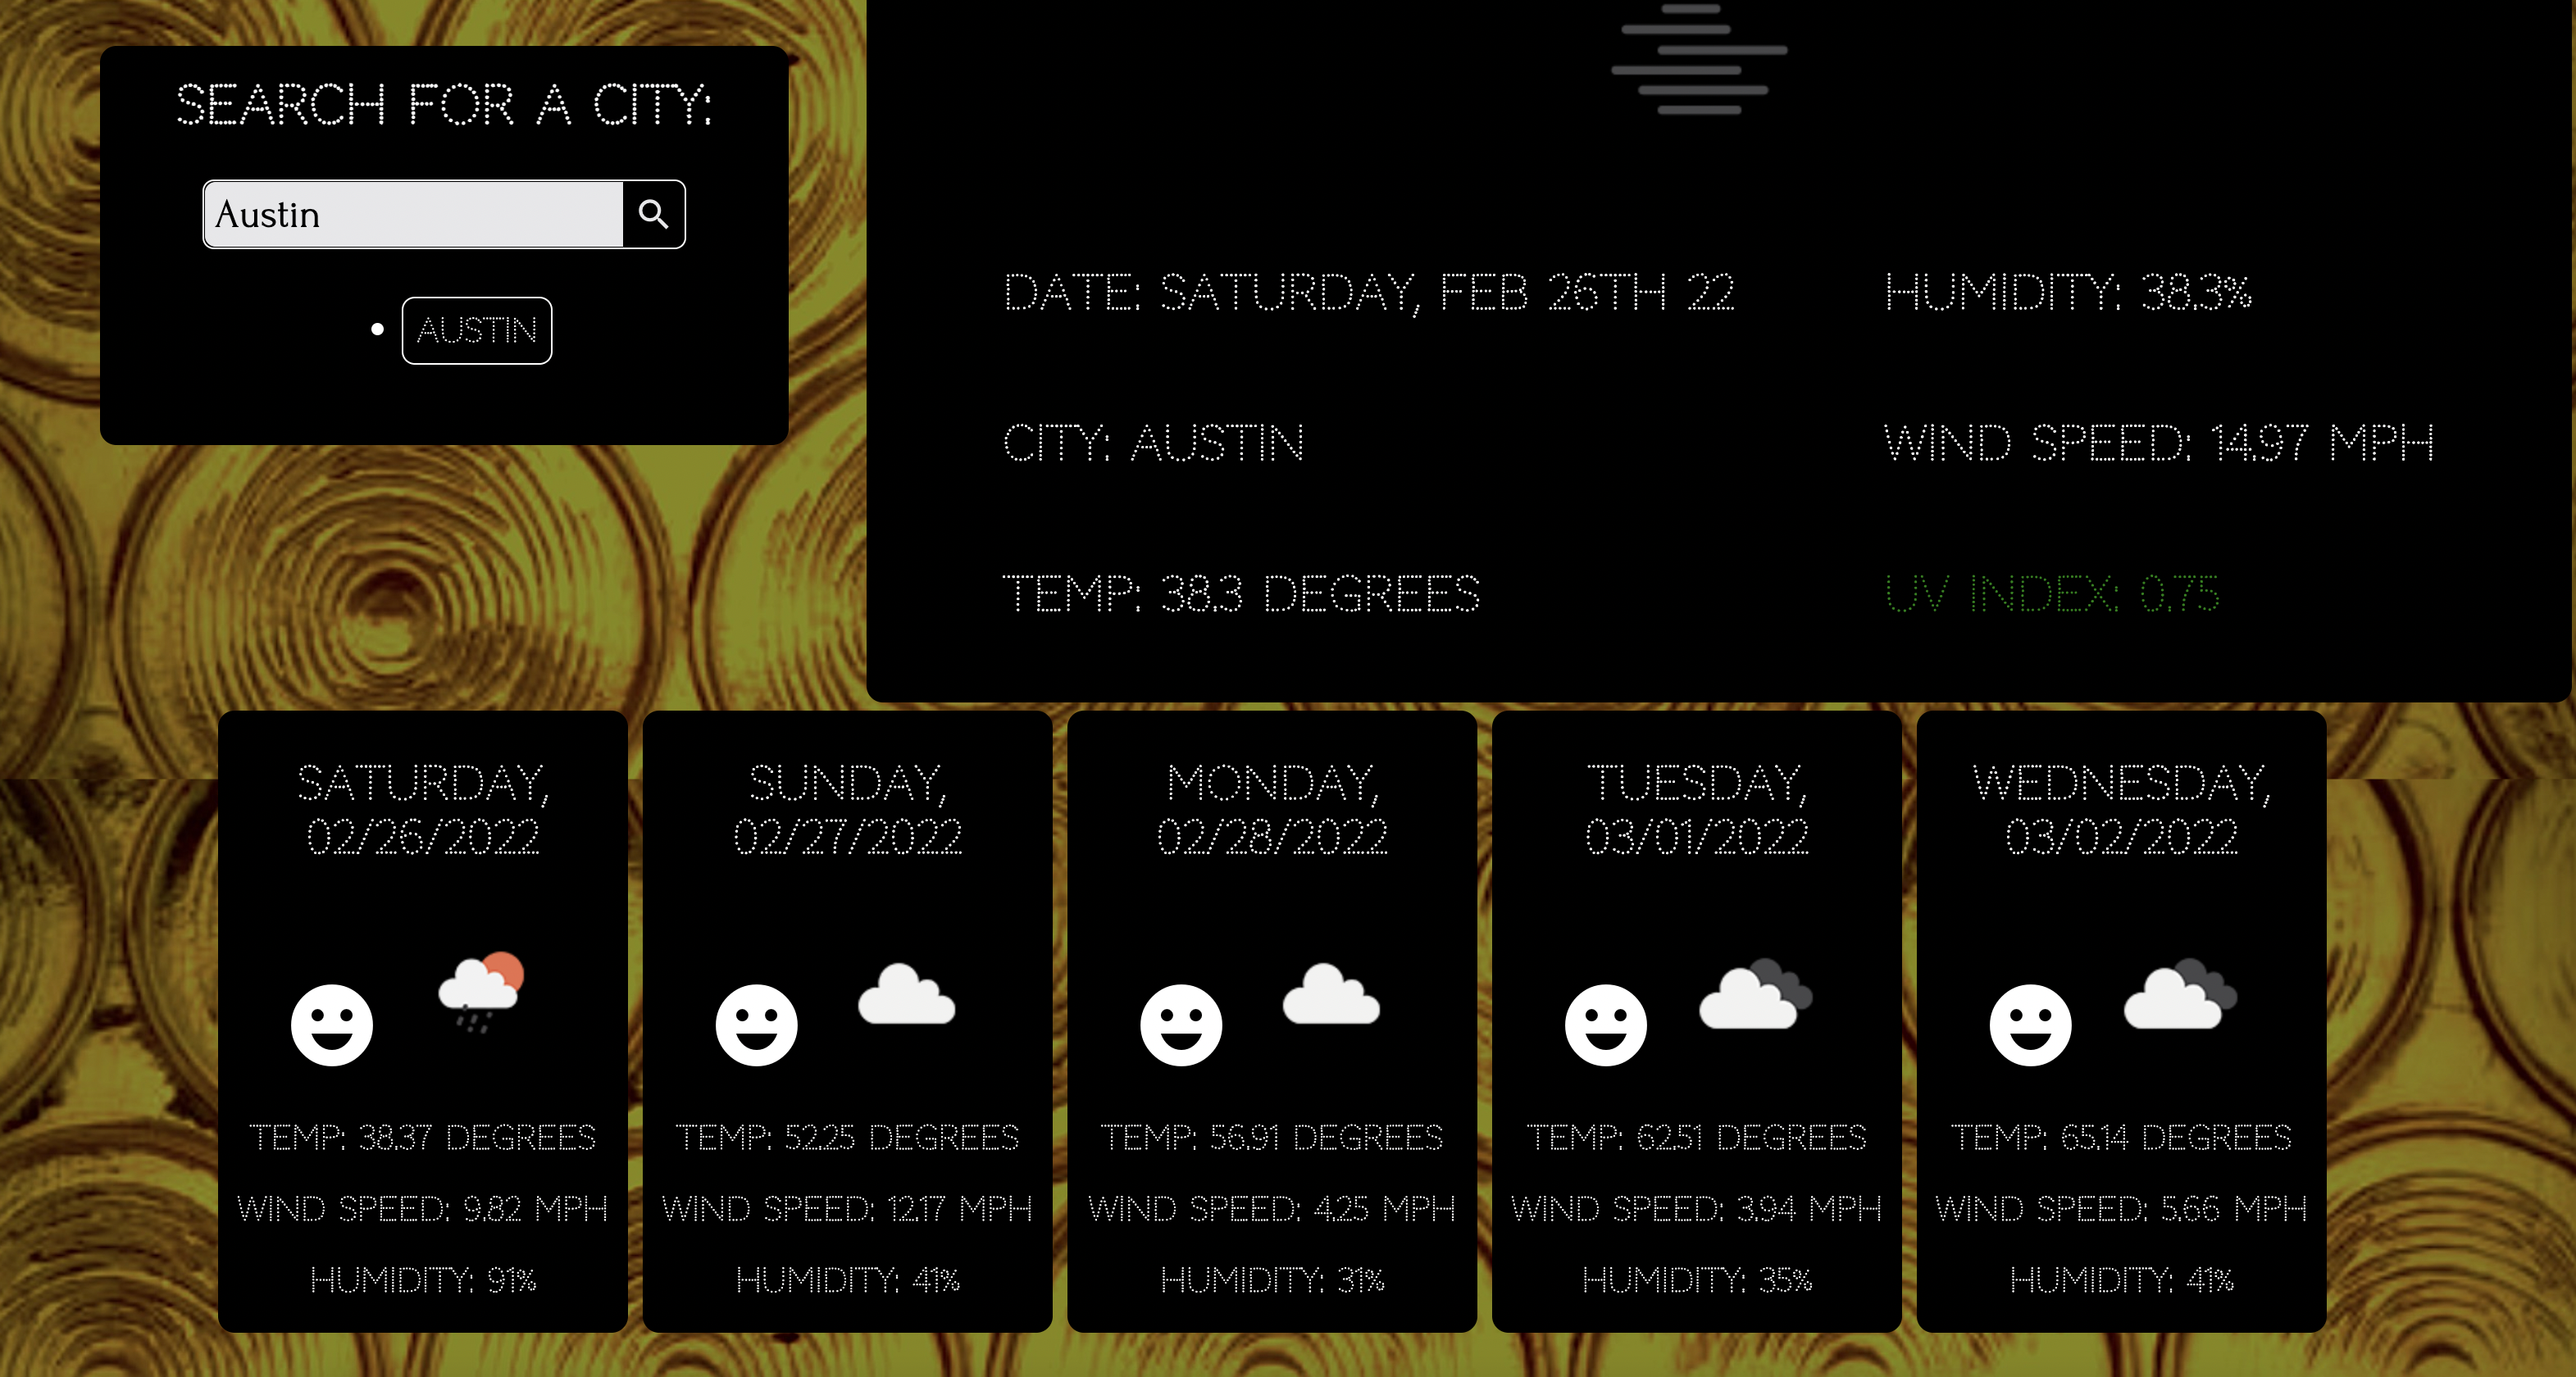 SEARCH FOR A CITY:
Austin
AUSTIN
DATE: SATURDAY, FEB 26TH 22
CITY: AUSTIN
TEMP: 38.3 DEGREES
HUMIDITY: 38.3%
WIND SPEED: 14.97 MPH
UV INDEX: 0.75
SATURDAY,
02/26/2022
TEMP: 38.37 DEGREES
WIND SPEED: 9.82 MPH
HUMIDITY: 91%
SUNDAY,
02/27/2022
TEMP: 52.25 DEGREES
WIND SPEED: 12.17 MPH
HUMIDITY: 41%
MONDAY,
02/28/2022
TEMP: 56.91 DEGREES
WIND SPEED: 4.25 MPH
HUMIDITY: 31%
TUESDAY,
03/01/2022
TEMP: 62.51 DEGREES
WIND SPEED: 3.94 MPH
HUMIDITY: 35%
WEDNESDAY,
03/02/2022
TEMP: 65.14 DEGREES
WIND SPEED: 5.66 MPH
HUMIDITY: 41%